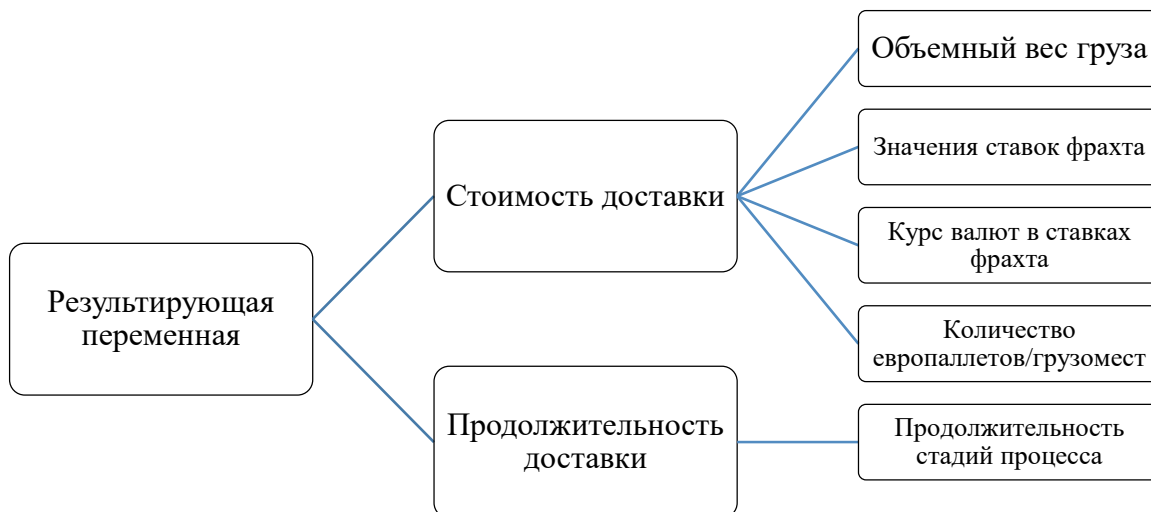 Результирующая
переменная
Стоимость доставки
Объемный вес груза
Значения ставок фрахта
Курс валют в ставках
фрахта
Количество
европаллетов/грузомест
Продолжительность
доставки
Продолжительность
стадий процесса